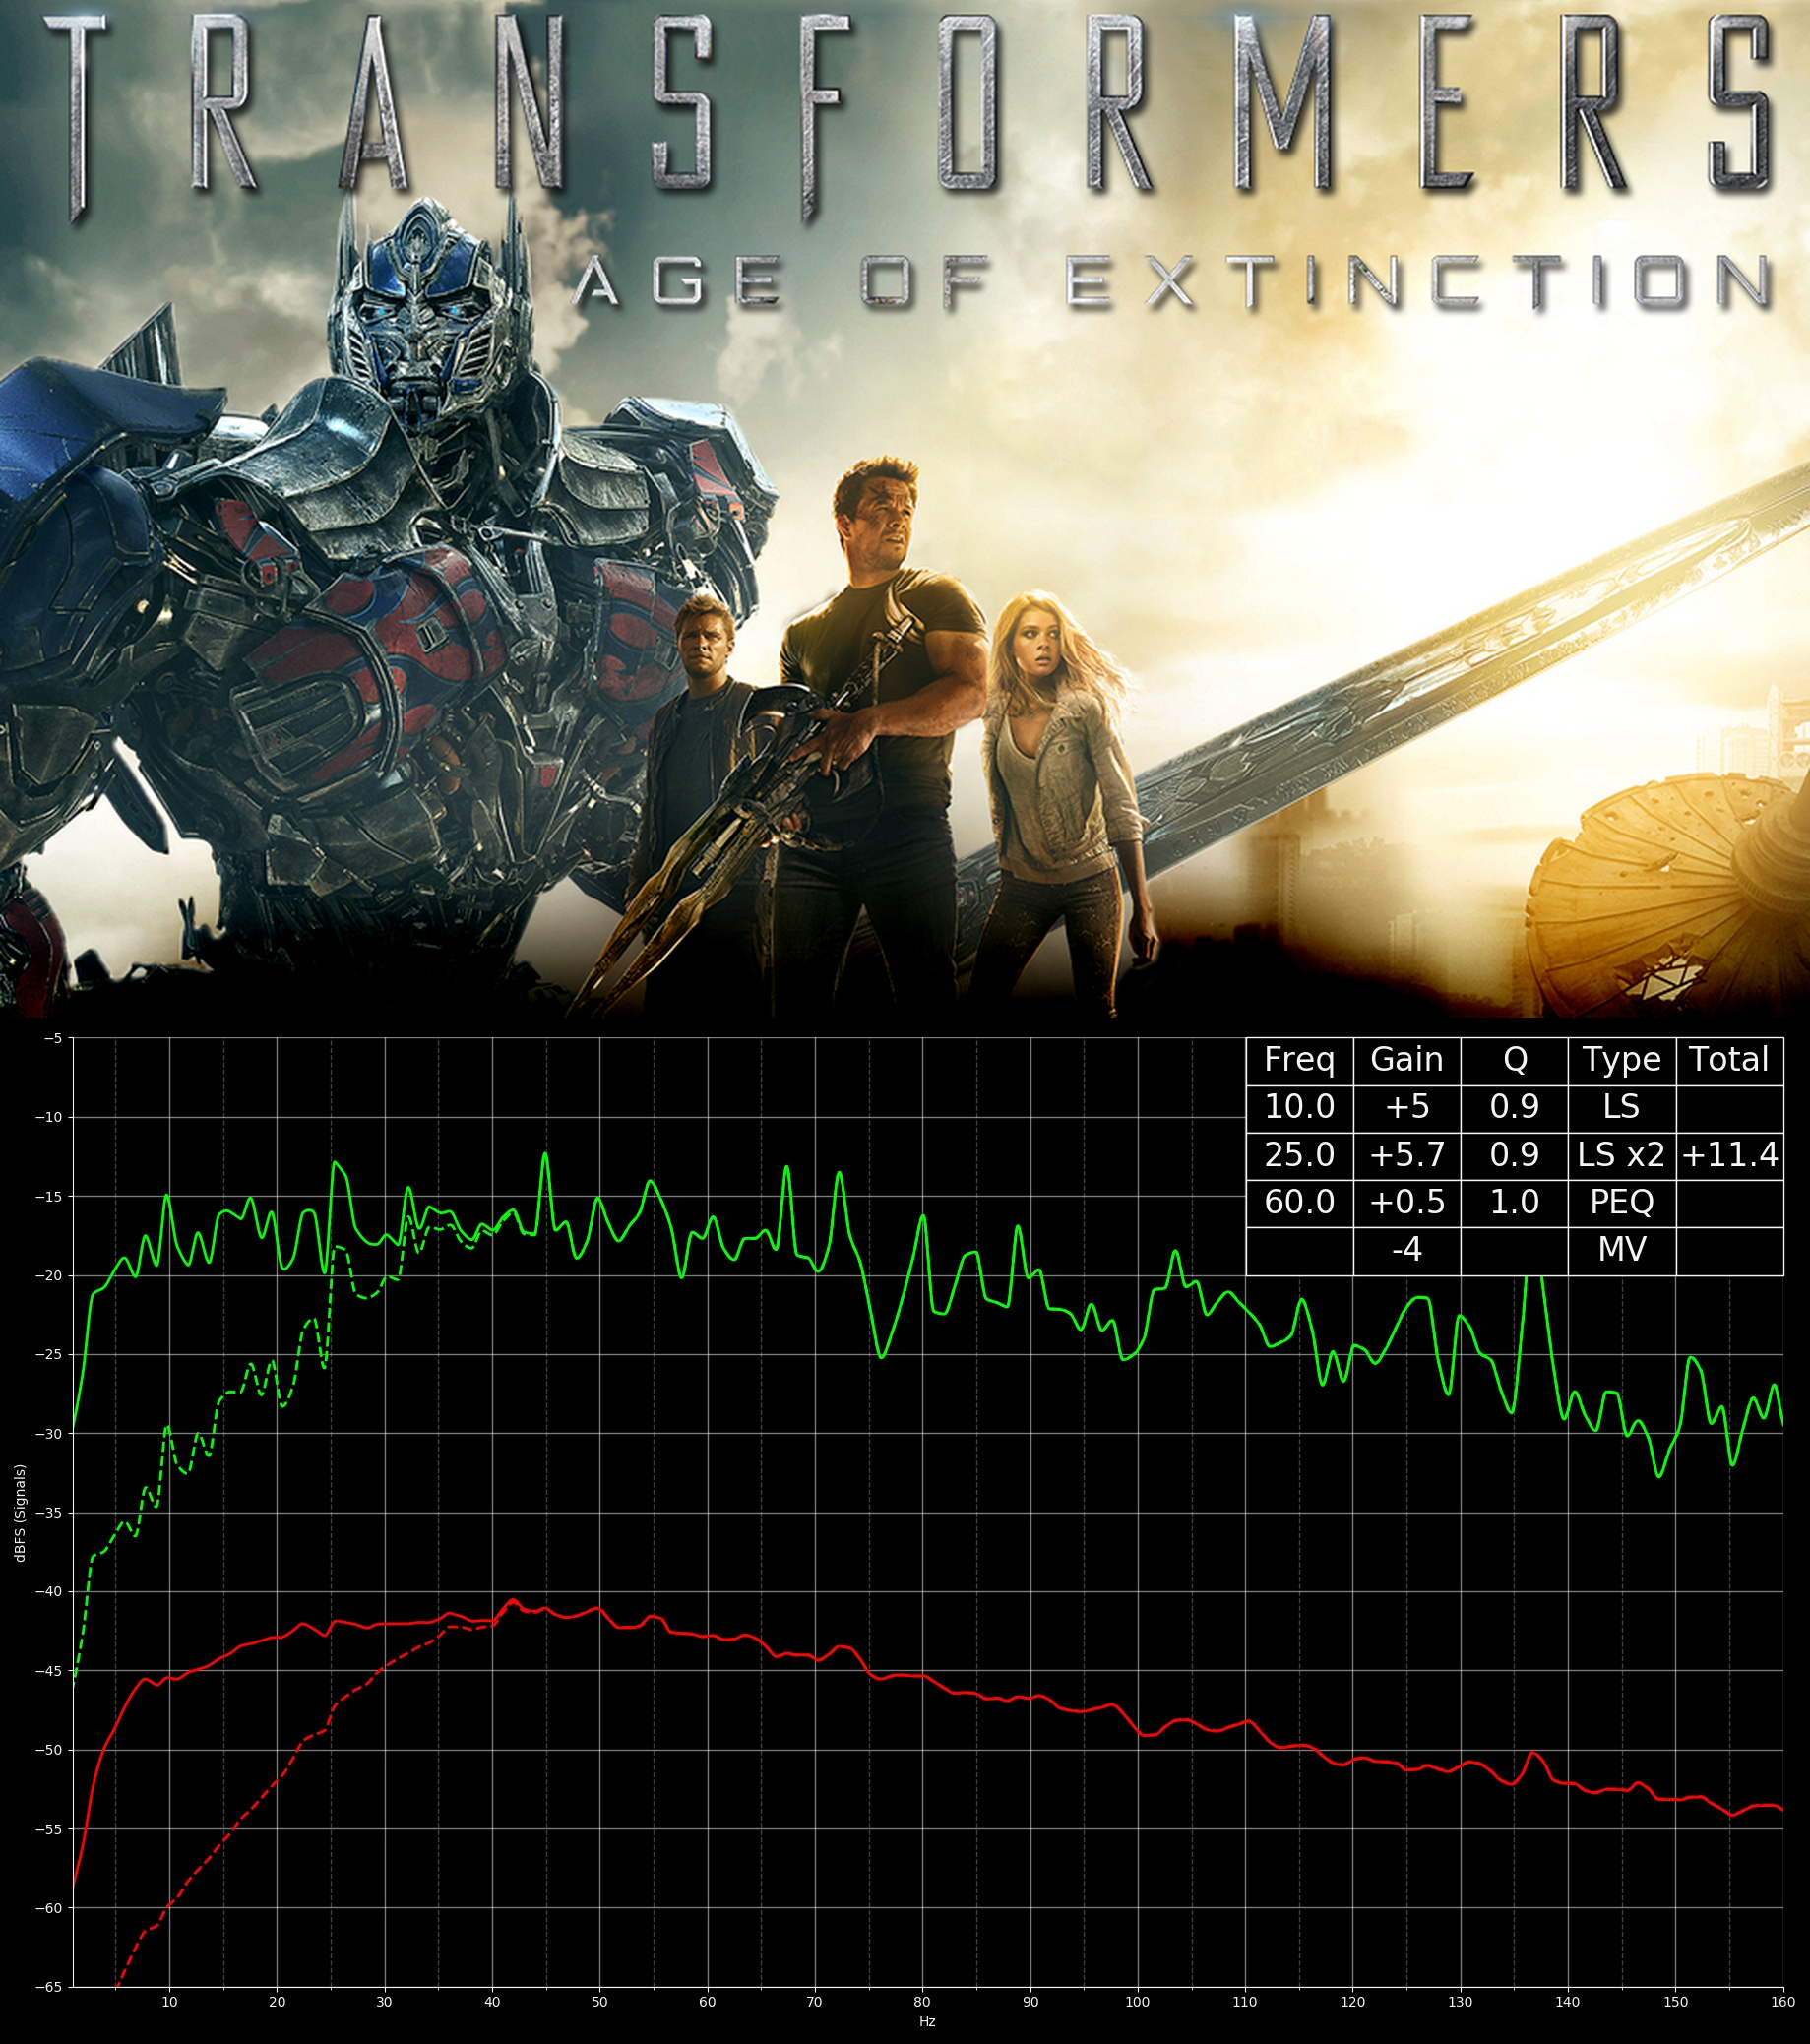 TRANSFORMERS
AGE OF EXTINCTION
Freq Gain Q Type Total
10.0 +5 0.9 LS
25.0 +5.7 0.9 LS x2 +11.4
60.0 +0.5 1.0 PEQ
-4 MV
−5
−10
−15
−20
−25
−30
−35
−40
−45
−50
−55
−60
−65
dBFS (Signals)
10 20 30 40 50 60 70 80 90 100 110 120 130 140 150 160
Hz